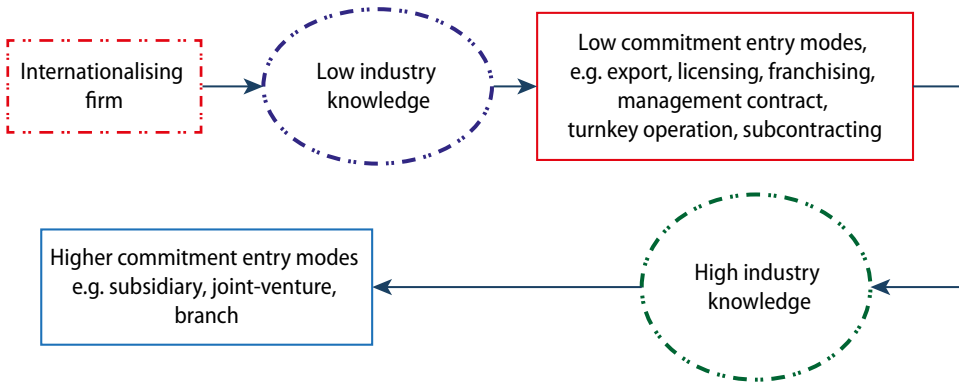 Internationalising
firm
Low industry
knowledge
Low commitment entry modes,
e.g. export, licensing, franchising,
management contract,
turnkey operation, subcontracting
High industry
knowledge
Higher commitment entry modes
e.g. subsidiary, joint-venture,
branch